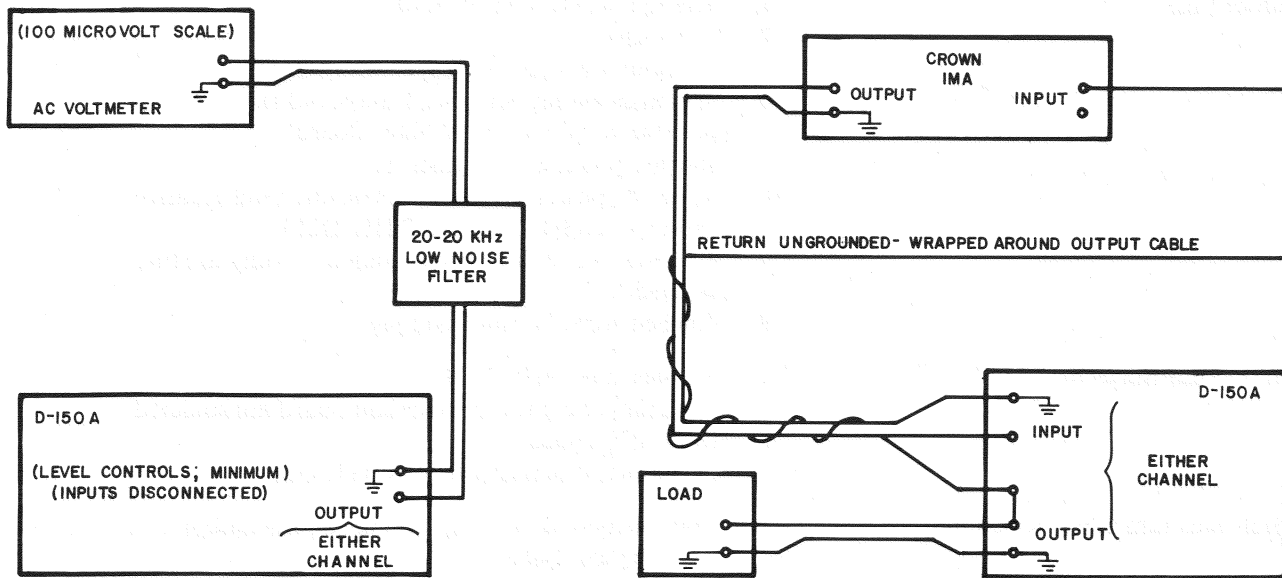 (100 MICROVOLT SCALE)
AC VOLTMETER
20-20 KHz
LOW NOISE
FILTER
D-150A
(LEVEL CONTROLS; MINIMUM)
(INPUTS DISCONNECTED)
OUTPUT
EITHER
CHANNEL
CROWN
IMA
OUTPUT
INPUT
RETURN UNGROUNDED- WRAPPED AROUND OUTPUT CABLE
D-150A
INPUT
EITHER
CHANNEL
OUTPUT
LOAD